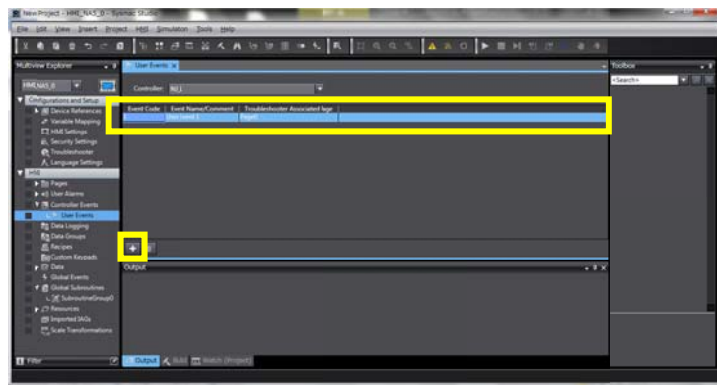 New Project - HMI_NA5_0 - Sysmac Studio
File Edit View Insert Project HMI Simulation Tools Help
Multiview Explorer
User Events
Toolbox
HMI_NA5_0
Controller:
<Search>
Configurations and Setup
Event Code Event Name/Comment Troubleshooter Associated Page
Device References
Variable Mapping
HMI Settings
Security Settings
Troubleshooter
Language Settings
HMI
Pages
User Alarms
Controller Events
User Events
Data Logging
Data Groups
Recipes
Custom Keypads
Output
Data
Global Events
Global Subroutines
SubroutineGroup0
Resources
Imported IAGs
Scale Transformations
Filter
Output Build Watch (Project)